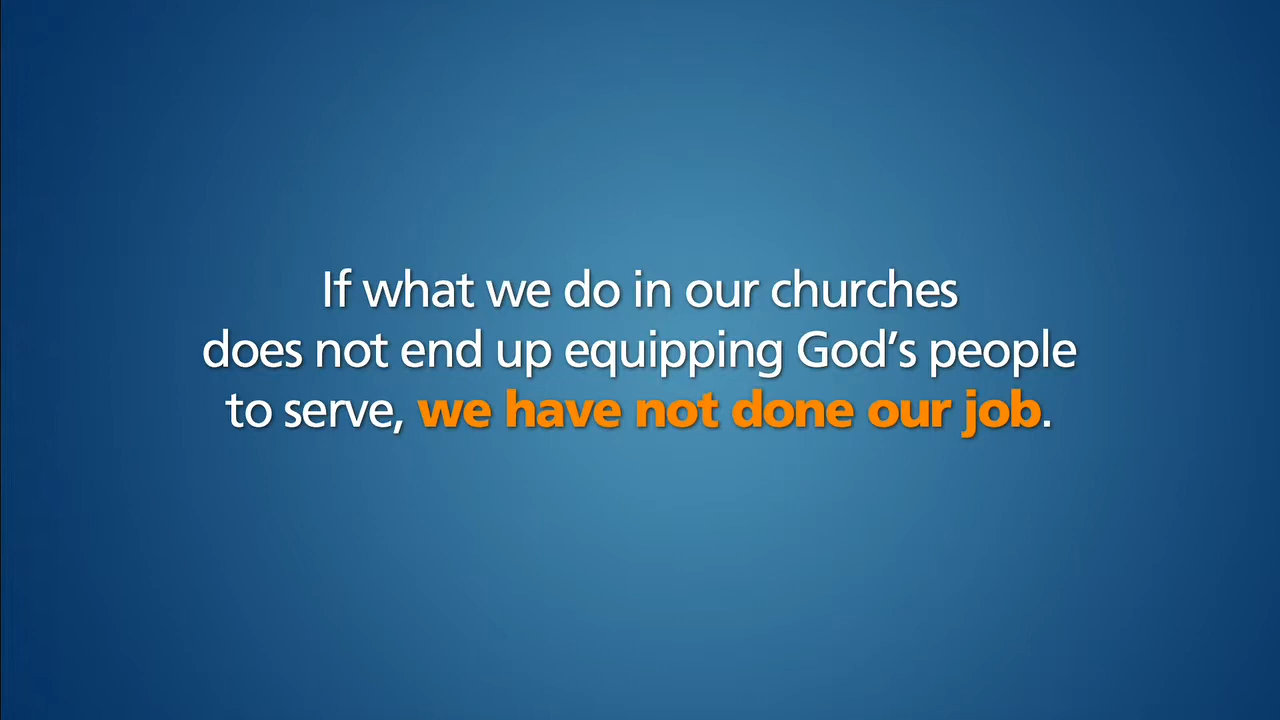 If what we do in our churches
does not end up equipping God’s people
to serve, we have not done our job.